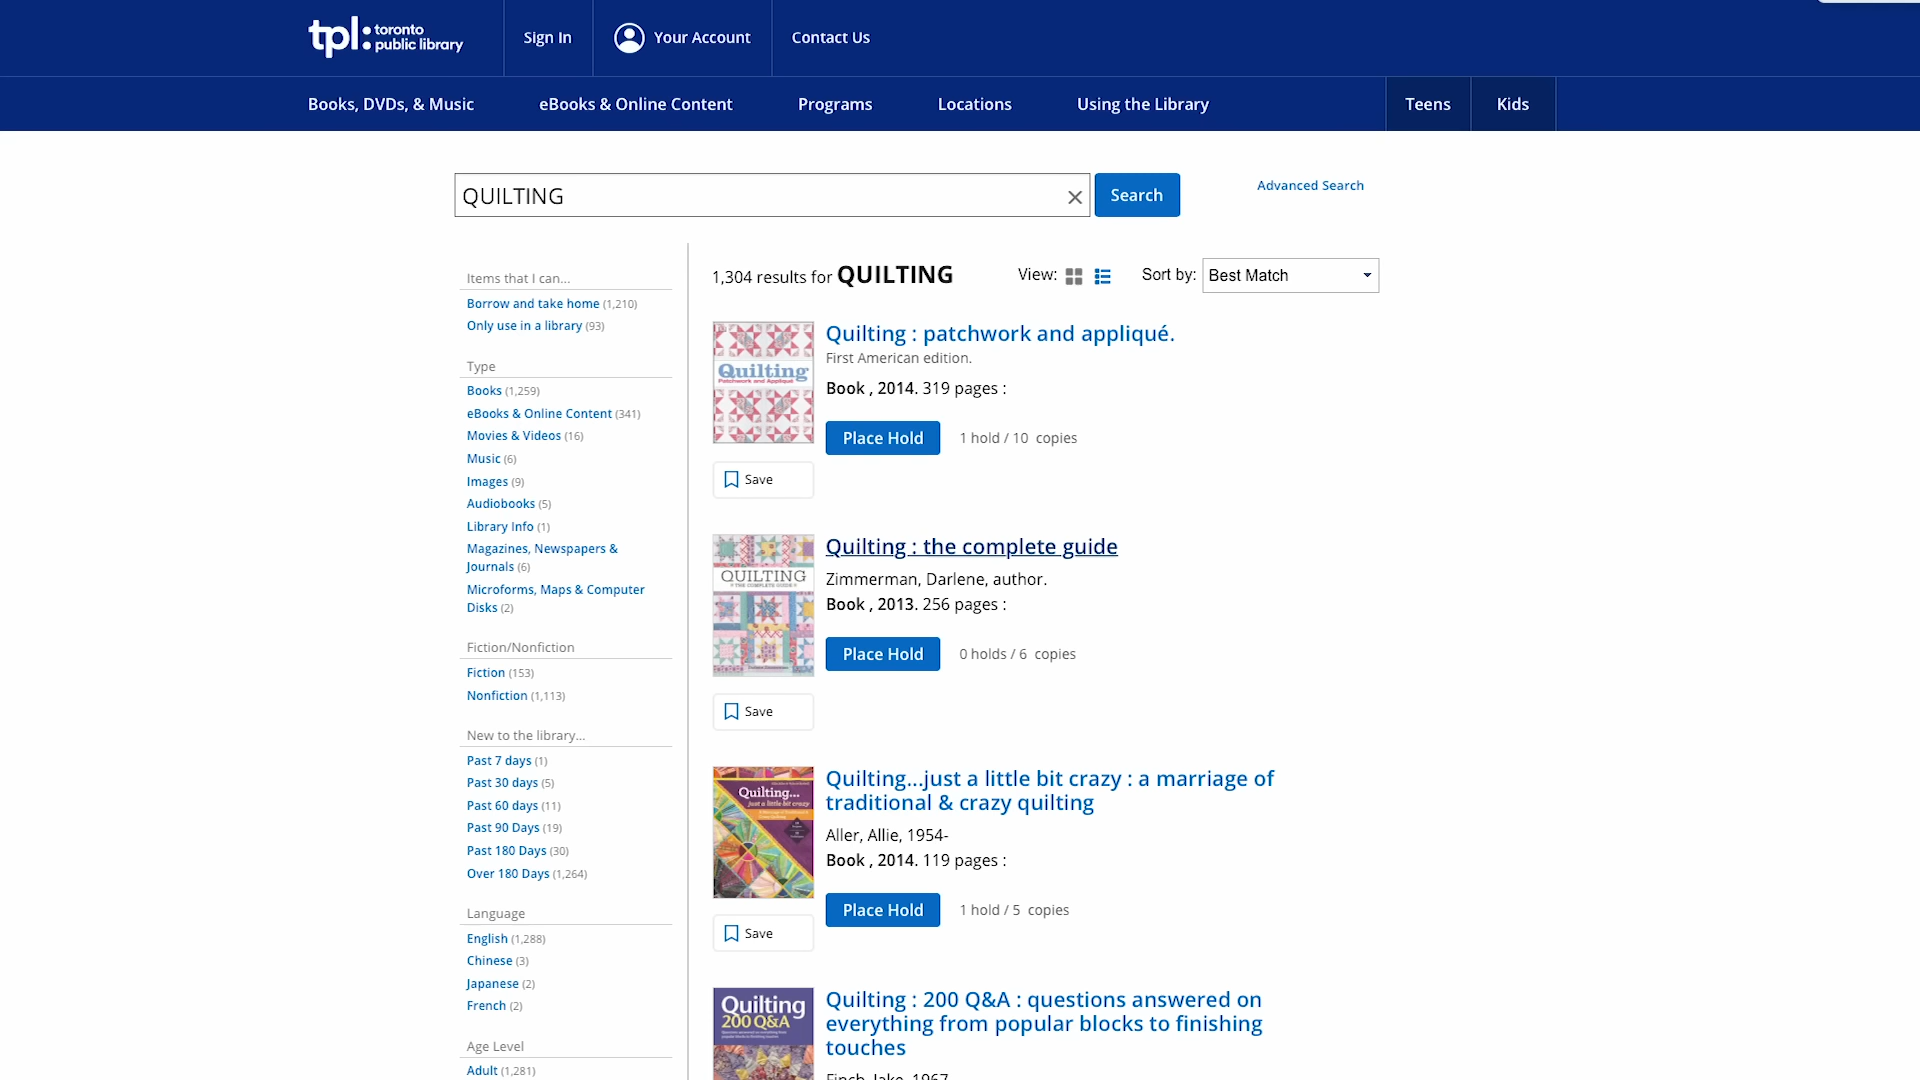 tpl: toronto public library
Sign In
Your Account
Contact Us
Books, DVDs, & Music
eBooks & Online Content
Programs
Locations
Using the Library
Teens
Kids
QUILTING
Search
Advanced Search
Items that I can...
Borrow and take home (1,210)
Only use in a library (93)
Type
Books (1,259)
eBooks & Online Content (341)
Movies & Videos (16)
Music (6)
Images (9)
Audiobooks (5)
Library Info (1)
Magazines, Newspapers &
Journals (6)
Microforms, Maps & Computer
Disks (2)
Fiction/Nonfiction
Fiction (153)
Nonfiction (1,113)
New to the library...
Past 7 days (1)
Past 30 days (5)
Past 60 days (11)
Past 90 Days (19)
Past 180 Days (30)
Over 180 Days (1,264)
Language
English (1,288)
Chinese (3)
Japanese (2)
French (2)
Age Level
Adult (1,281)
1,304 results for QUILTING
View:
Sort by: Best Match
Quilting
Patchwork and Appliqué
Quilting : patchwork and appliqué.
First American edition.
Book , 2014. 319 pages :
Place Hold 1 hold / 10 copies
Save
QUILTING
THE COMPLETE GUIDE
Quilting : the complete guide
Zimmerman, Darlene, author.
Book , 2013. 256 pages :
Place Hold 0 holds / 6 copies
Save
Quilting...
just a little bit crazy
Quilting...just a little bit crazy : a marriage of
traditional & crazy quilting
Aller, Allie, 1954-
Book , 2014. 119 pages :
Place Hold 1 hold / 5 copies
Save
Quilting
200 Q&A
Quilting : 200 Q&A : questions answered on
everything from popular blocks to finishing
touches
Finch, Jake, 1967-